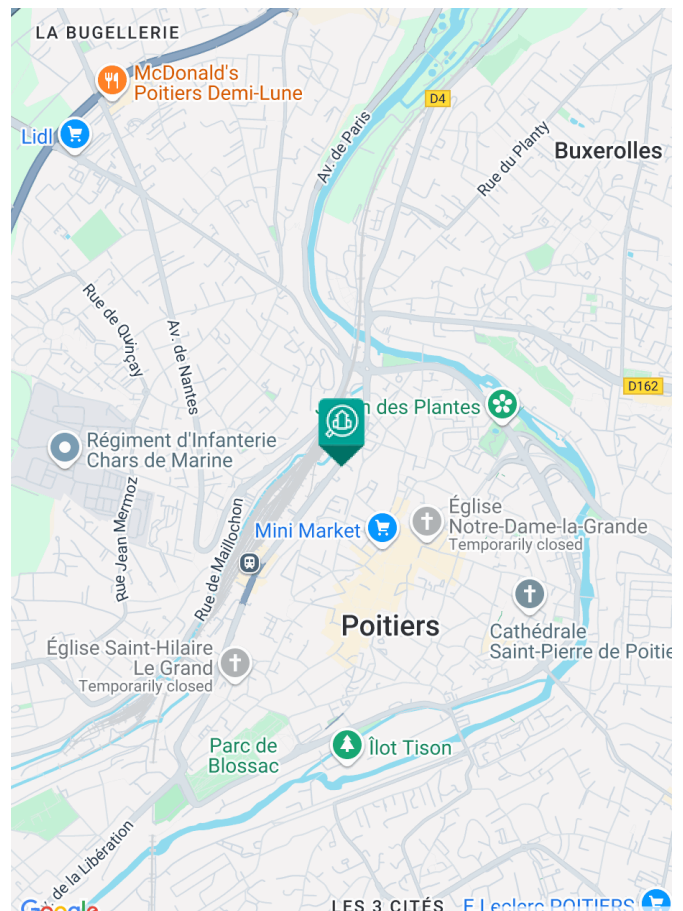 LA BUGELLERIE
McDonald's
Poitiers Demi-Lune
D4
Lidl
Av. de Paris
Rue du Planty
Buxerolles
Rue de Quinçay
Av. de Nantes
D162
des Plantes
Régiment d'Infanterie
Chars de Marine
Rue Jean Mermoz
Rue de Maillochon
Mini Market
Église
Notre-Dame-la-Grande
Temporarily closed
Poitiers
Cathédrale
Saint-Pierre de Poitie
Église Saint-Hilaire
Le Grand
Temporarily closed
Parc de
Blossac
Îlot Tison
de la Libération
Google
LES 3 CITÉS
E.Leclerc POITIERS